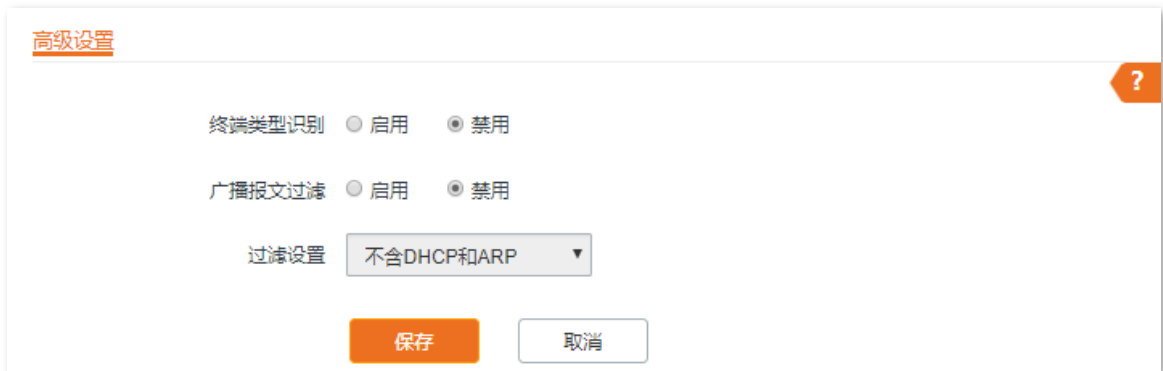 高级设置
?
终端类型识别 启用 禁用
广播报文过滤 启用 禁用
过滤设置 不含DHCP和ARP
保存 取消